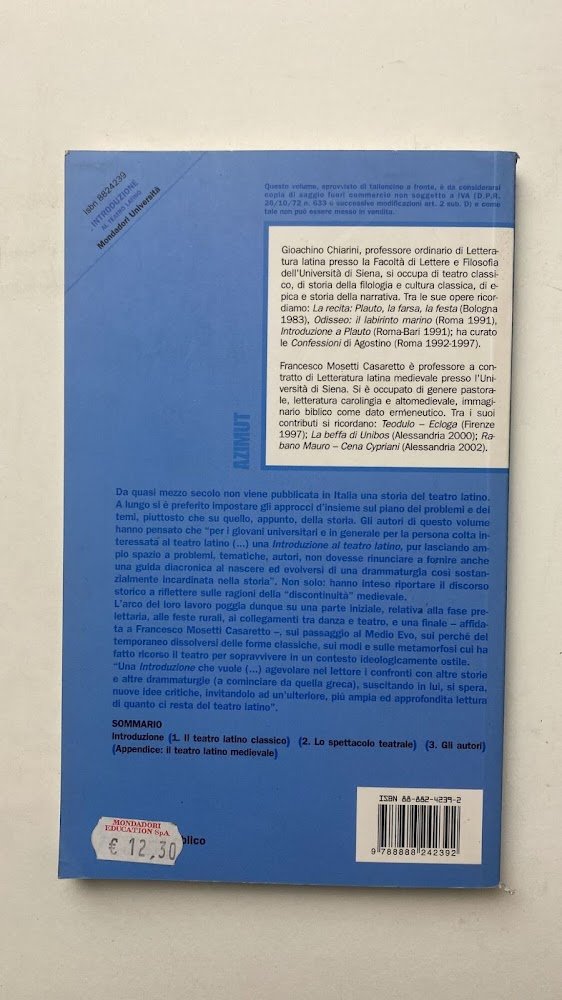 isbn 8824239
INTRODUZIONE
AL TEATRO LATINO
Mondadori Università
Questo volume, sprovvisto di talloncino a fronte, è da considerarsi
copia di saggio fuori commercio non soggetto a IVA (D.P.R.
26/10/72 n. 633 e successive modificazioni art. 2 sub. D) e come
tale non può essere messo in vendita.
Gioachino Chiarini, professore ordinario di Lettera-
tura latina presso la Facoltà di Lettere e Filosofia
dell'Università di Siena, si occupa di teatro classi-
co, di storia della filologia e cultura classica, di e-
pica e storia della narrativa. Tra le sue opere ricor-
diamo: La recita: Plauto, la farsa, la festa (Bologna
1983), Odisseo: il labirinto marino (Roma 1991),
Introduzione a Plauto (Roma-Bari 1991); ha curato
le Confessioni di Agostino (Roma 1992-1997).
Francesco Mosetti Casaretto è professore a con-
tratto di Letteratura latina medievale presso l'Uni-
versità di Siena. Si è occupato di genere pastora-
le, letteratura carolingia e altomedievale, immagi-
nario biblico come dato ermeneutico. Tra i suoi
contributi si ricordano: Teodulo – Ecloga (Firenze
1997); La beffa di Unibos (Alessandria 2000); Ra-
bano Mauro – Cena Cypriani (Alessandria 2002).
AZIMUT
Da quasi mezzo secolo non viene pubblicata in Italia una storia del teatro latino.
A lungo si è preferito impostare gli approcci d'insieme sul piano dei problemi e dei
temi, piuttosto che su quello, appunto, della storia. Gli autori di questo volume
hanno pensato che "per i giovani universitari e in generale per la persona colta in-
teressata al teatro latino (...) una Introduzione al teatro latino, pur lasciando am-
pio spazio a problemi, tematiche, autori, non dovesse rinunciare a fornire anche
una guida diacronica al nascere ed evolversi di una drammaturgia così sostan-
zialmente incardinata nella storia". Non solo: hanno inteso riportare il discorso
storico a riflettere sulle ragioni della "discontinuità" medievale.
L'arco del loro lavoro poggia dunque su una parte iniziale, relativa alla fase pre-
lettaria, alle feste rurali, ai collegamenti tra danza e teatro, e una finale – affida-
ta a Francesco Mosetti Casaretto –, sul passaggio al Medio Evo, sui perché del
temporaneo dissolversi delle forme classiche, sui modi e sulle metamorfosi cui ha
fatto ricorso il teatro per sopravvivere in un contesto ideologicamente ostile.
"Una Introduzione che vuole (...) agevolare nel lettore i confronti con altre storie
e altre drammaturgie (a cominciare da quella greca), suscitando in lui, si spera,
nuove idee critiche, invitandolo ad un'ulteriore, più ampia ed approfondita lettura
di quanto ci resta del teatro latino".
SOMMARIO
Introduzione (1. Il teatro latino classico) (2. Lo spettacolo teatrale) (3. Gli autori)
(Appendice: il teatro latino medievale)
ISBN 88-882-4239-2
9 788888 242392
MONDADORI
EDUCATION SpA
€ 12,30
blico